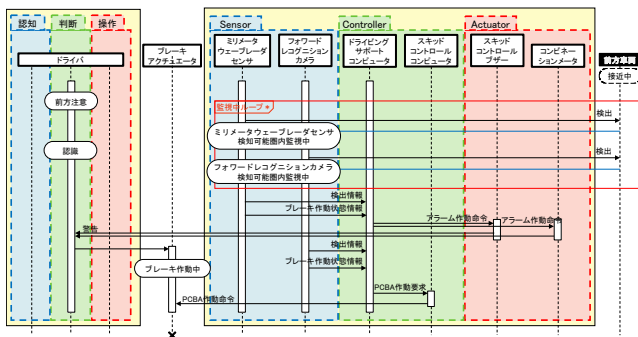 認知
判断
操作
Sensor
Controller
Actuator
ドライバ
ブレーキ
アクチュエータ
ミリメータ
ウェーブレーダ
センサ
フォワード
レコグニション
カメラ
ドライビング
サポート
コンピュータ
スキッド
コントロール
コンピュータ
スキッド
コントロール
ブザー
コンビネー
ションメータ
前方車両
接近中
前方注意
監視中ループ*
検出
ミリメータウェーブレーダセンサ
検知可能圏内監視中
認識
検出
フォワードレコグニションカメラ
検知可能圏内監視中
検出情報
ブレーキ作動状態情報
アラーム作動命令
アラーム作動命令
警告
検出情報
ブレーキ作動中
ブレーキ作動状態情報
PCBA作動要求
PCBA作動命令